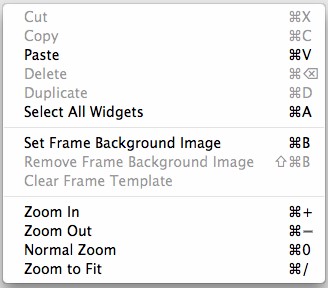 Cut ⌘X
Copy ⌘C
Paste ⌘V
Delete ⌘⌫
Duplicate ⌘D
Select All Widgets ⌘A
Set Frame Background Image ⌘B
Remove Frame Background Image ⇧⌘B
Clear Frame Template
Zoom In ⌘+
Zoom Out ⌘−
Normal Zoom ⌘0
Zoom to Fit ⌘/